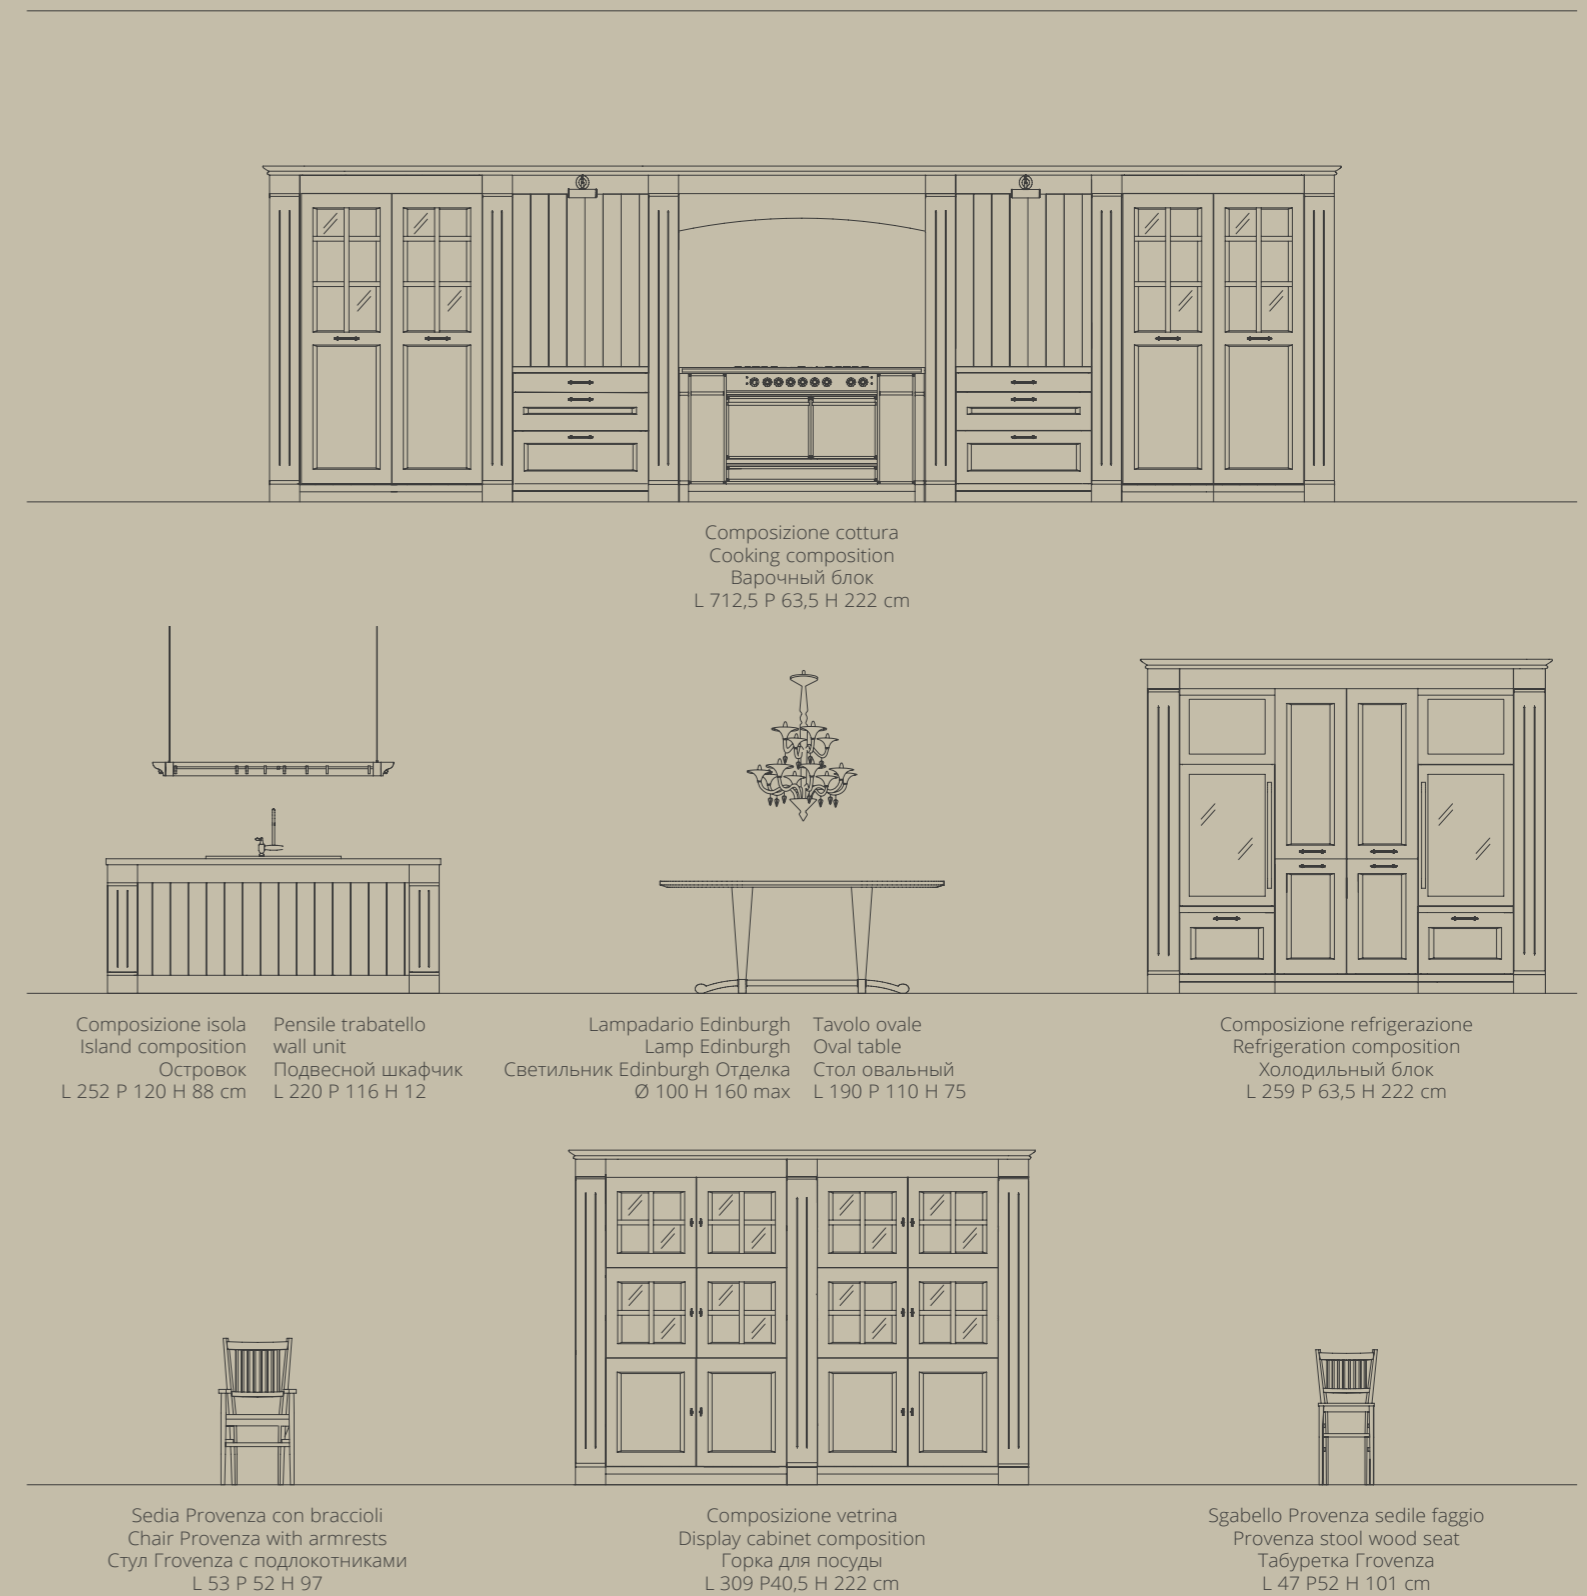 Composizione cottura
Cooking composition
Варочный блок
L 712,5 P 63,5 H 222 cm
Composizione isola
Island composition
Островок
L 252 P 120 H 88 cm
Pensile trabatello
wall unit
Подвесной шкафчик
L 220 P 116 H 12
Lampadario Edinburgh
Lamp Edinburgh
Светильник Edinburgh Отделка
Ø 100 H 160 max
Tavolo ovale
Oval table
Стол овальный
L 190 P 110 H 75
Composizione refrigerazione
Refrigeration composition
Холодильный блок
L 259 P 63,5 H 222 cm
Sedia Provenza con braccioli
Chair Provenza with armrests
Стул Гrovenza с подлокотниками
L 53 P 52 H 97
Composizione vetrina
Display cabinet composition
Горка для посуды
L 309 P40,5 H 222 cm
Sgabello Provenza sedile faggio
Provenza stool wood seat
Табуретка Гrovenza
L 47 P52 H 101 cm